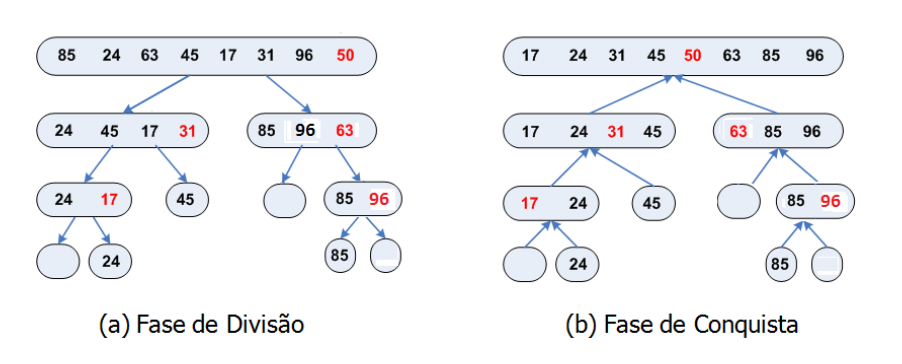 85 24 63 45 17 31 96 50
24 45 17 31
85 96 63
24 17
45
85 96
24
85
(a) Fase de Divisão
17 24 31 45 50 63 85 96
17 24 31 45
63 85 96
17 24
45
85 96
24
85
(b) Fase de Conquista